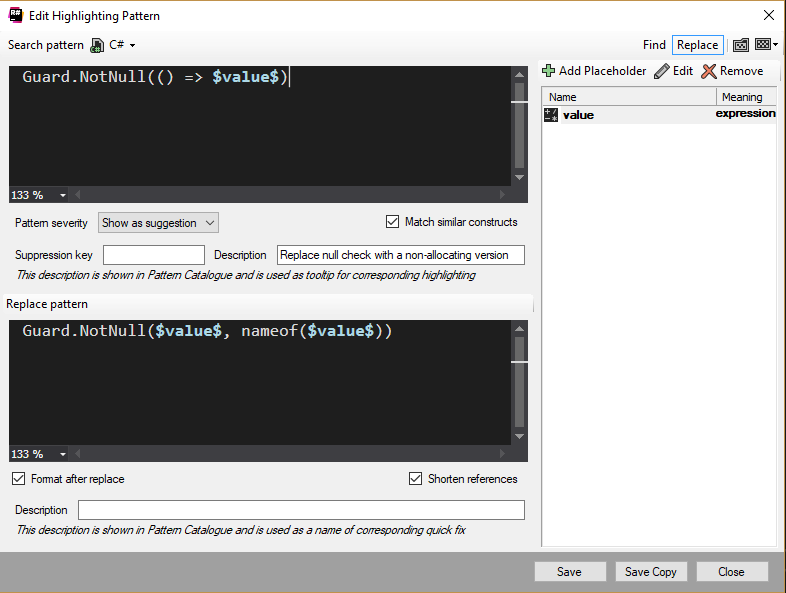 R# Edit Highlighting Pattern
Search pattern C# Find Replace
Add Placeholder Edit Remove
Guard.NotNull(() => $value$)
Name Meaning
value expression
133 %
Pattern severity Show as suggestion Match similar constructs
Suppression key Description Replace null check with a non-allocating version
This description is shown in Pattern Catalogue and is used as tooltip for corresponding highlighting
Replace pattern
Guard.NotNull($value$, nameof($value$))
133 %
Format after replace Shorten references
Description
This description is shown in Pattern Catalogue and is used as a name of corresponding quick fix
Save Save Copy Close